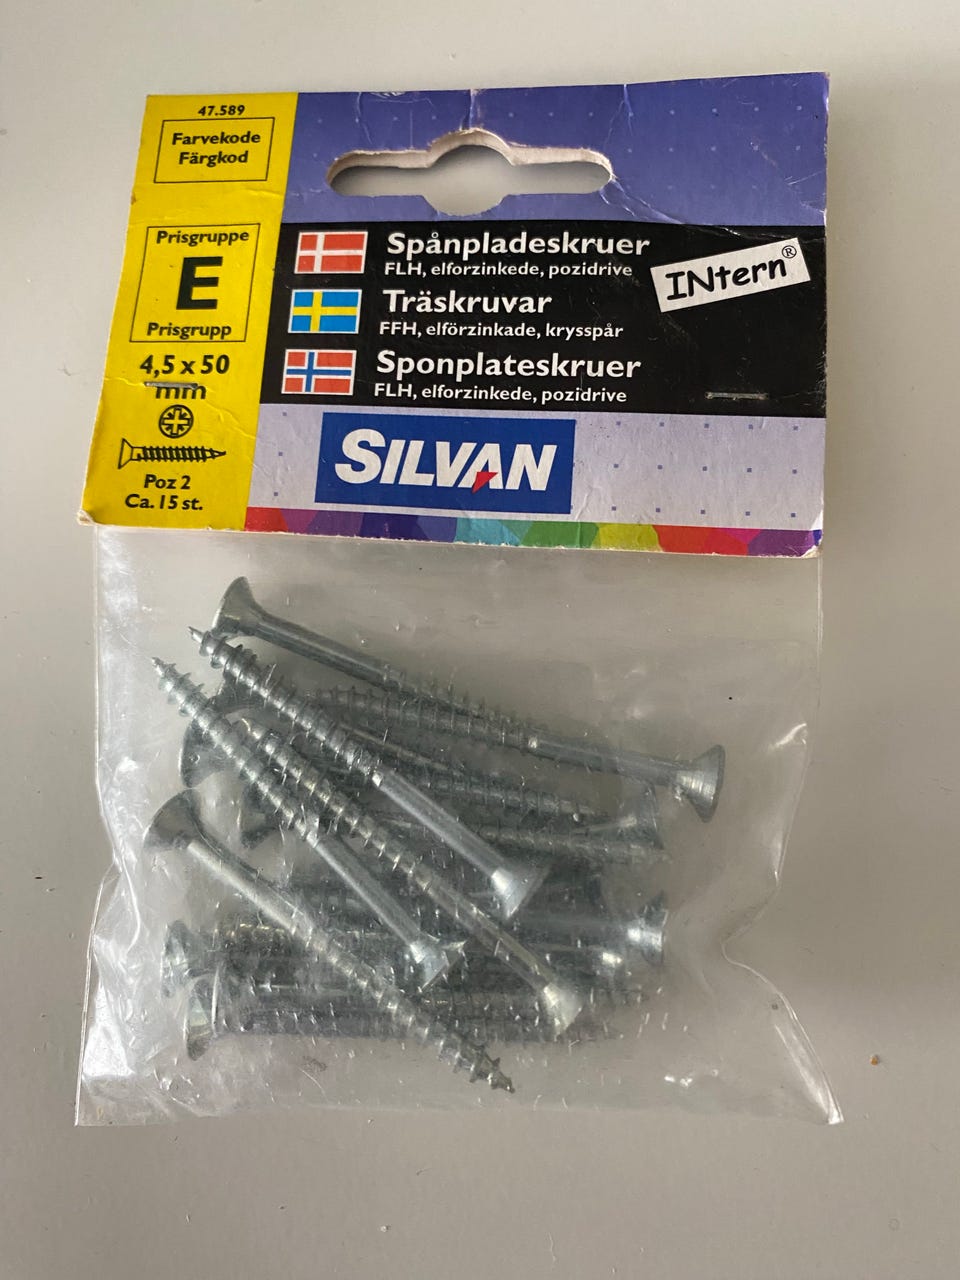 47.589
Farvekode
Färgkod
Prisgruppe
E
Prisgrupp
4,5 x 50
mm
Poz 2
Ca. 15 st.
Spånpladeskruer
FLH, elforzinkede, pozidrive
Träskruvar
FFH, elförzinkade, krysspår
Sponplateskruer
FLH, elforzinkede, pozidrive
INtern®
SILVAN